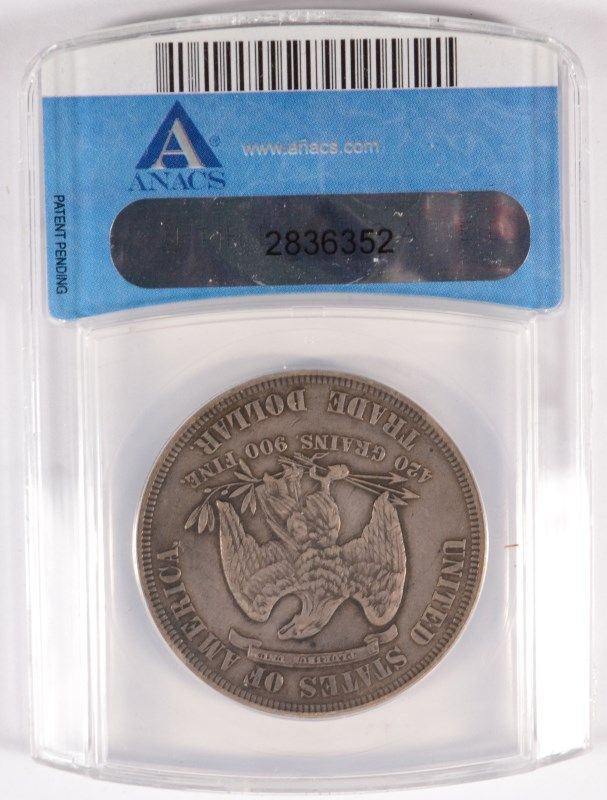 www.anacs.com
ANACS
PATENT PENDING
2836352
UNITED STATES OF AMERICA
420 GRAINS 900 FINE.
TRADE DOLLAR